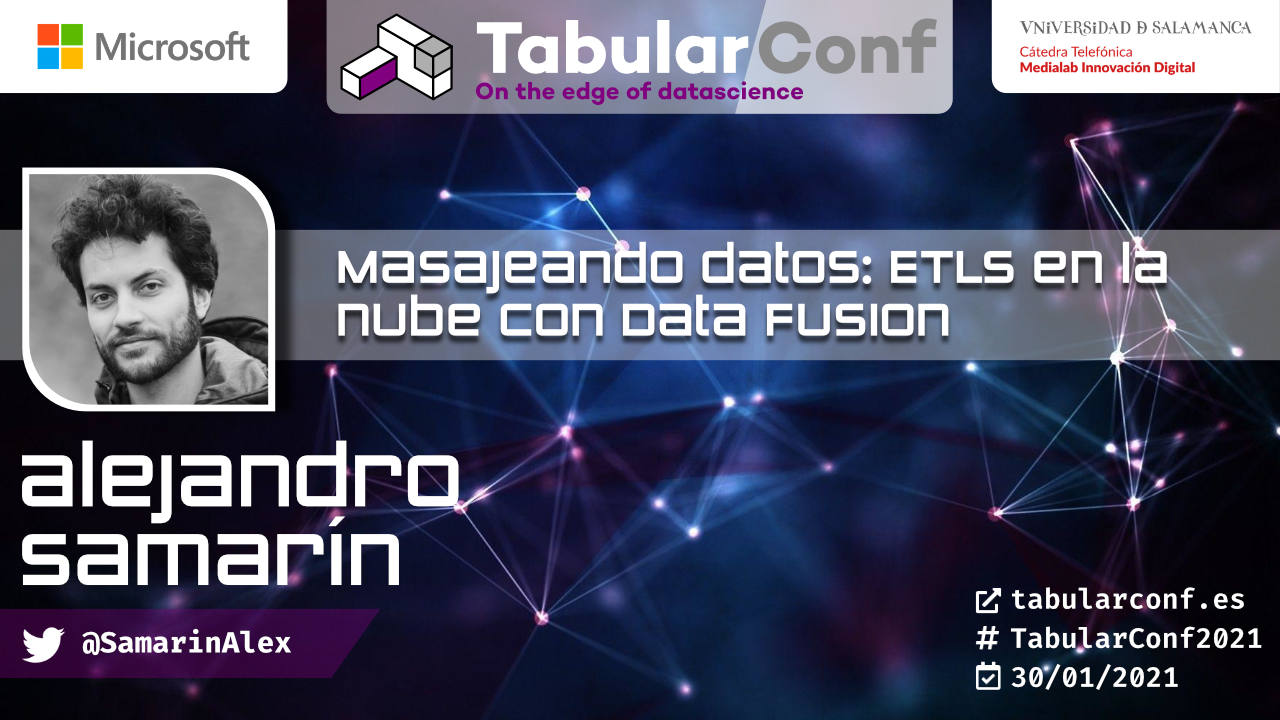 Microsoft
TabularConf
On the edge of datascience
VNiVERSiDAD Ð SALAMANCA
Cátedra Telefónica
Medialab Innovación Digital
Masajeando datos: ETLS en la
nube con Data Fusion
alejandro
samarín
@SamarinAlex
tabularconf.es
# TabularConf2021
30/01/2021